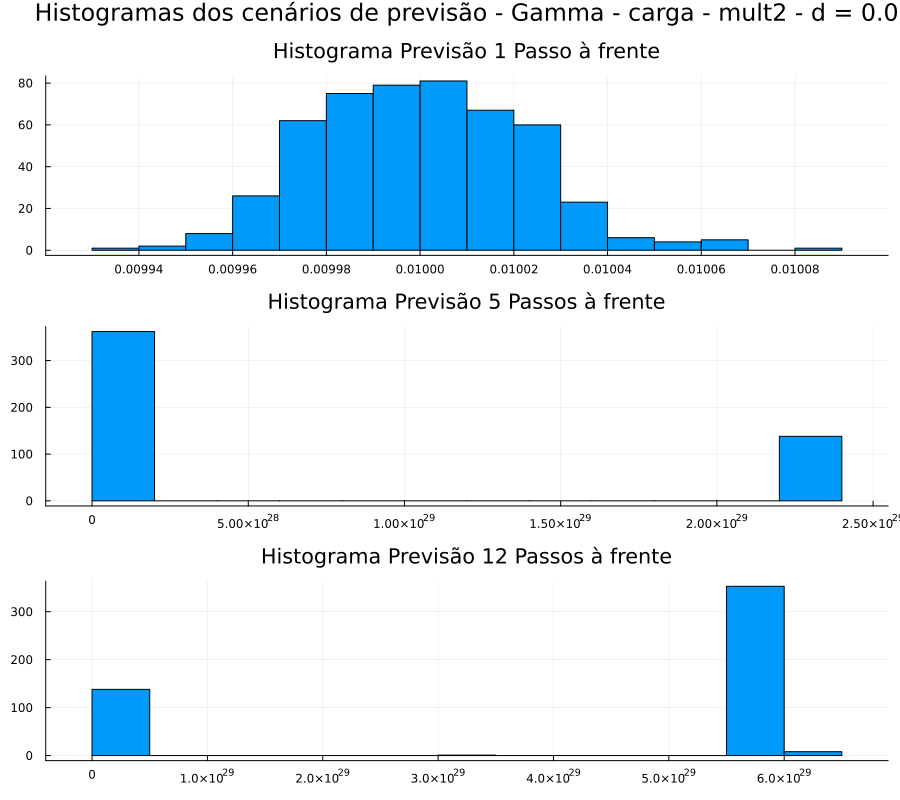 Histogramas dos cenários de previsão - Gamma - carga - mult2 - d = 0.0
Histograma Previsão 1 Passo à frente
80
60
40
20
0
0.00994 0.00996 0.00998 0.01000 0.01002 0.01004 0.01006 0.01008
Histograma Previsão 5 Passos à frente
300
200
100
0
0 5.00×10²⁸ 1.00×10²⁹ 1.50×10²⁹ 2.00×10²⁹ 2.50×10²⁹
Histograma Previsão 12 Passos à frente
300
200
100
0
0 1.0×10²⁹ 2.0×10²⁹ 3.0×10²⁹ 4.0×10²⁹ 5.0×10²⁹ 6.0×10²⁹